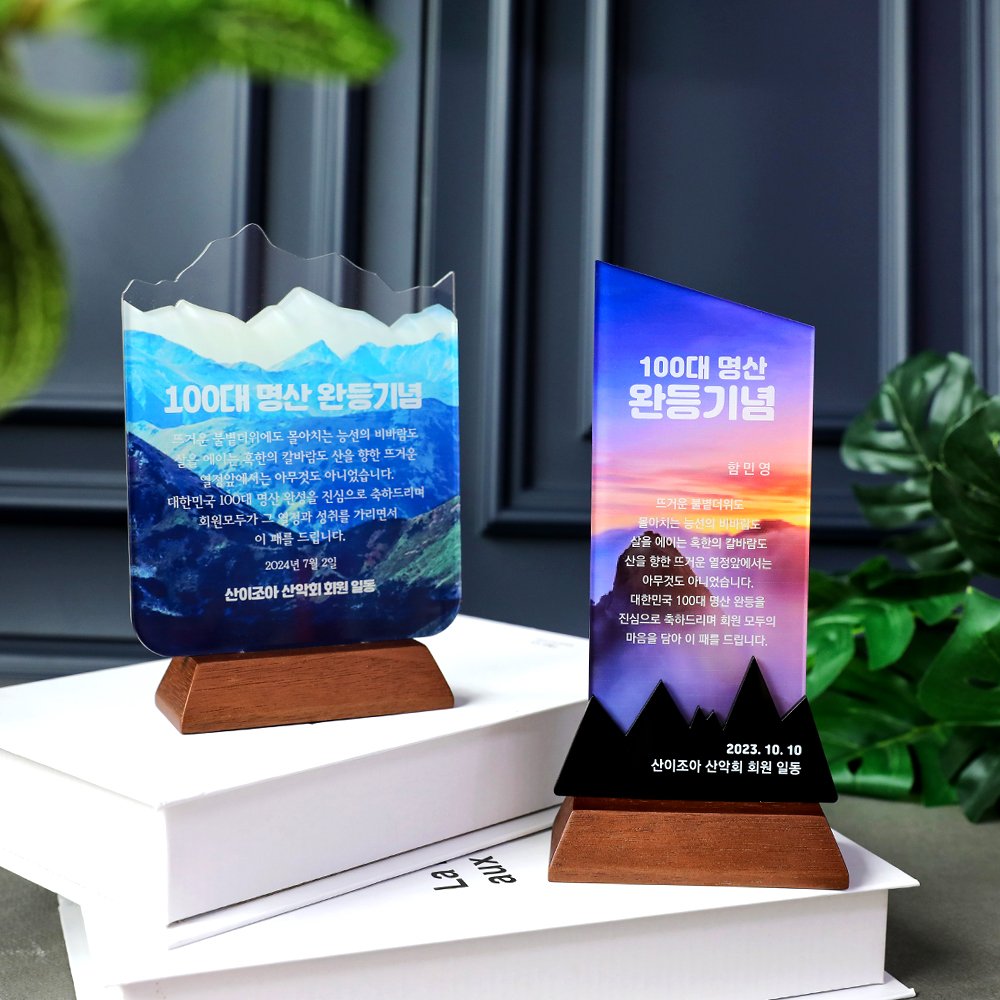 100대 명산 완등기념
뜨거운 불볕더위에도 몰아치는 능선의 비바람도
살을 에이는 혹한의 칼바람도 산을 향한 뜨거운
열정앞에서는 아무것도 아니었습니다.
대한민국 100대 명산 완성을 진심으로 축하드리며
회원모두가 그 열정과 성취를 가리면서
이 패를 드립니다.
2024년 7월 2일
산이조아 산악회 회원 일동
100대 명산
완등기념
함민영
뜨거운 불볕더위도
몰아치는 능선의 비바람도
살을 에이는 혹한의 칼바람도
산을 향한 뜨거운 열정앞에서는
아무것도 아니었습니다.
대한민국 100대 명산 완등을
진심으로 축하드리며 회원 모두의
마음을 담아 이 패를 드립니다.
2023. 10. 10
산이조아 산악회 회원 일동